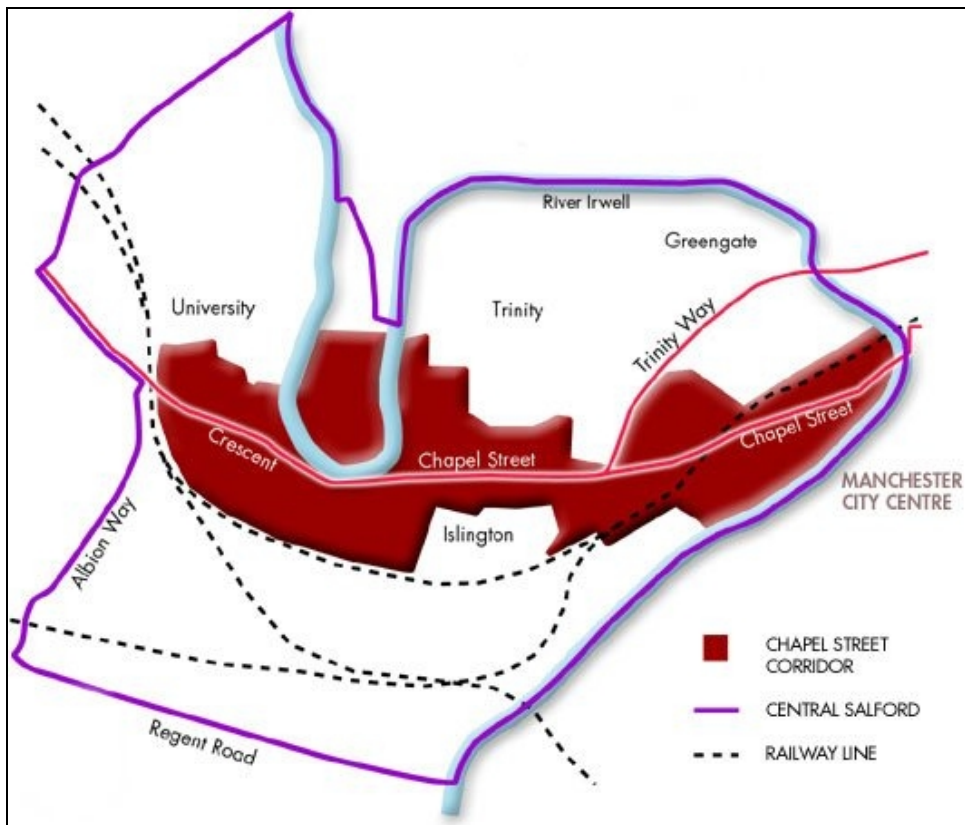 River Irwell
Greengate
University
Trinity
Trinity Way
Crescent
Chapel Street
Chapel Street
MANCHESTER
CITY CENTRE
Islington
Albion Way
CHAPEL STREET
CORRIDOR
CENTRAL SALFORD
RAILWAY LINE
Regent Road